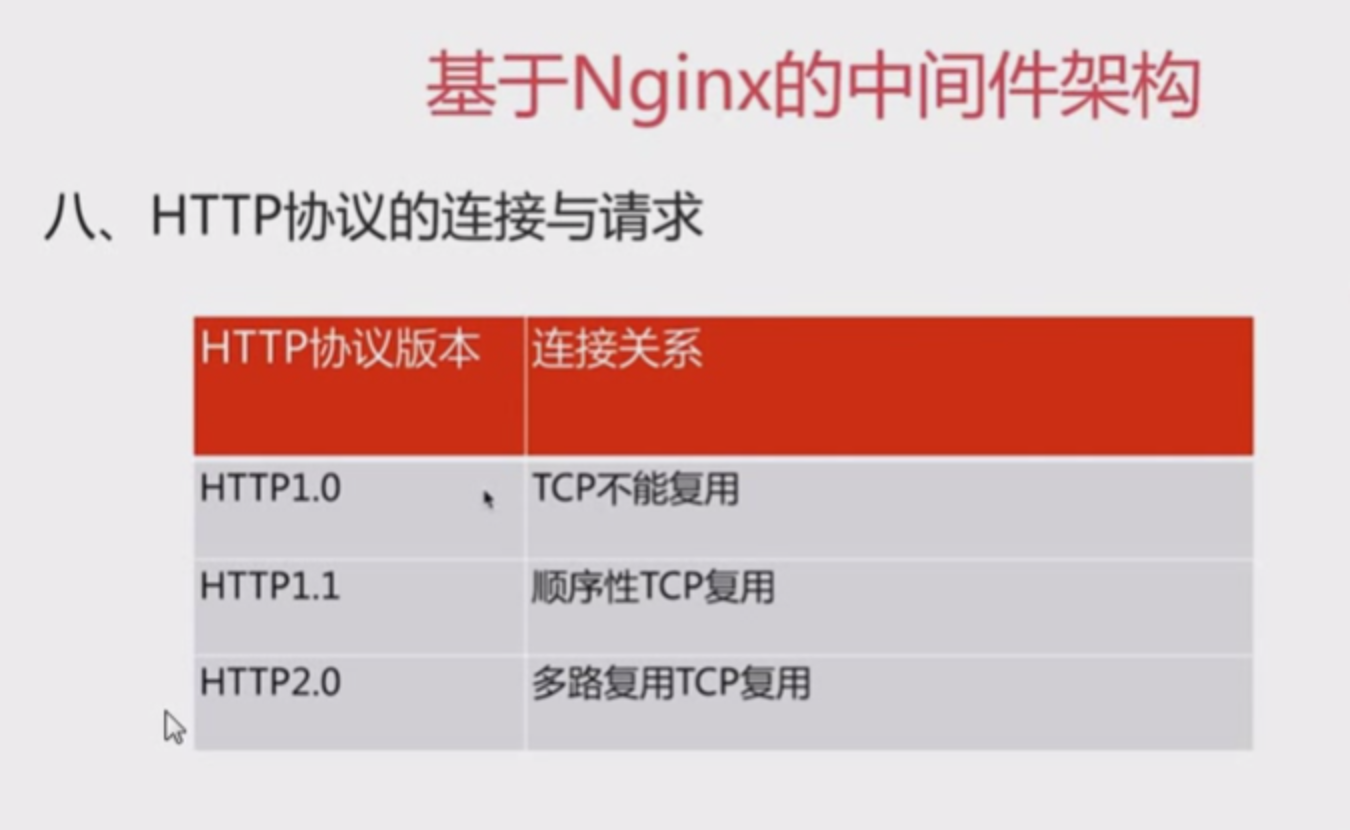 基于Nginx的中间件架构
八、HTTP协议的连接与请求
HTTP协议版本 连接关系
HTTP1.0 TCP不能复用
HTTP1.1 顺序性TCP复用
HTTP2.0 多路复用TCP复用